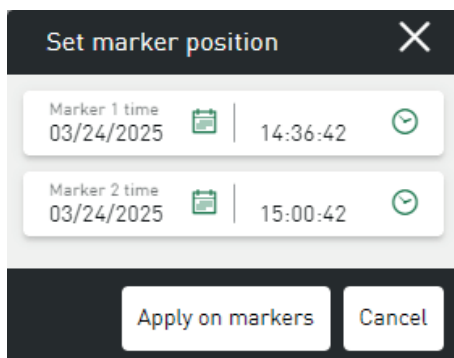 Set marker position
Marker 1 time
03/24/2025 14:36:42
Marker 2 time
03/24/2025 15:00:42
Apply on markers Cancel